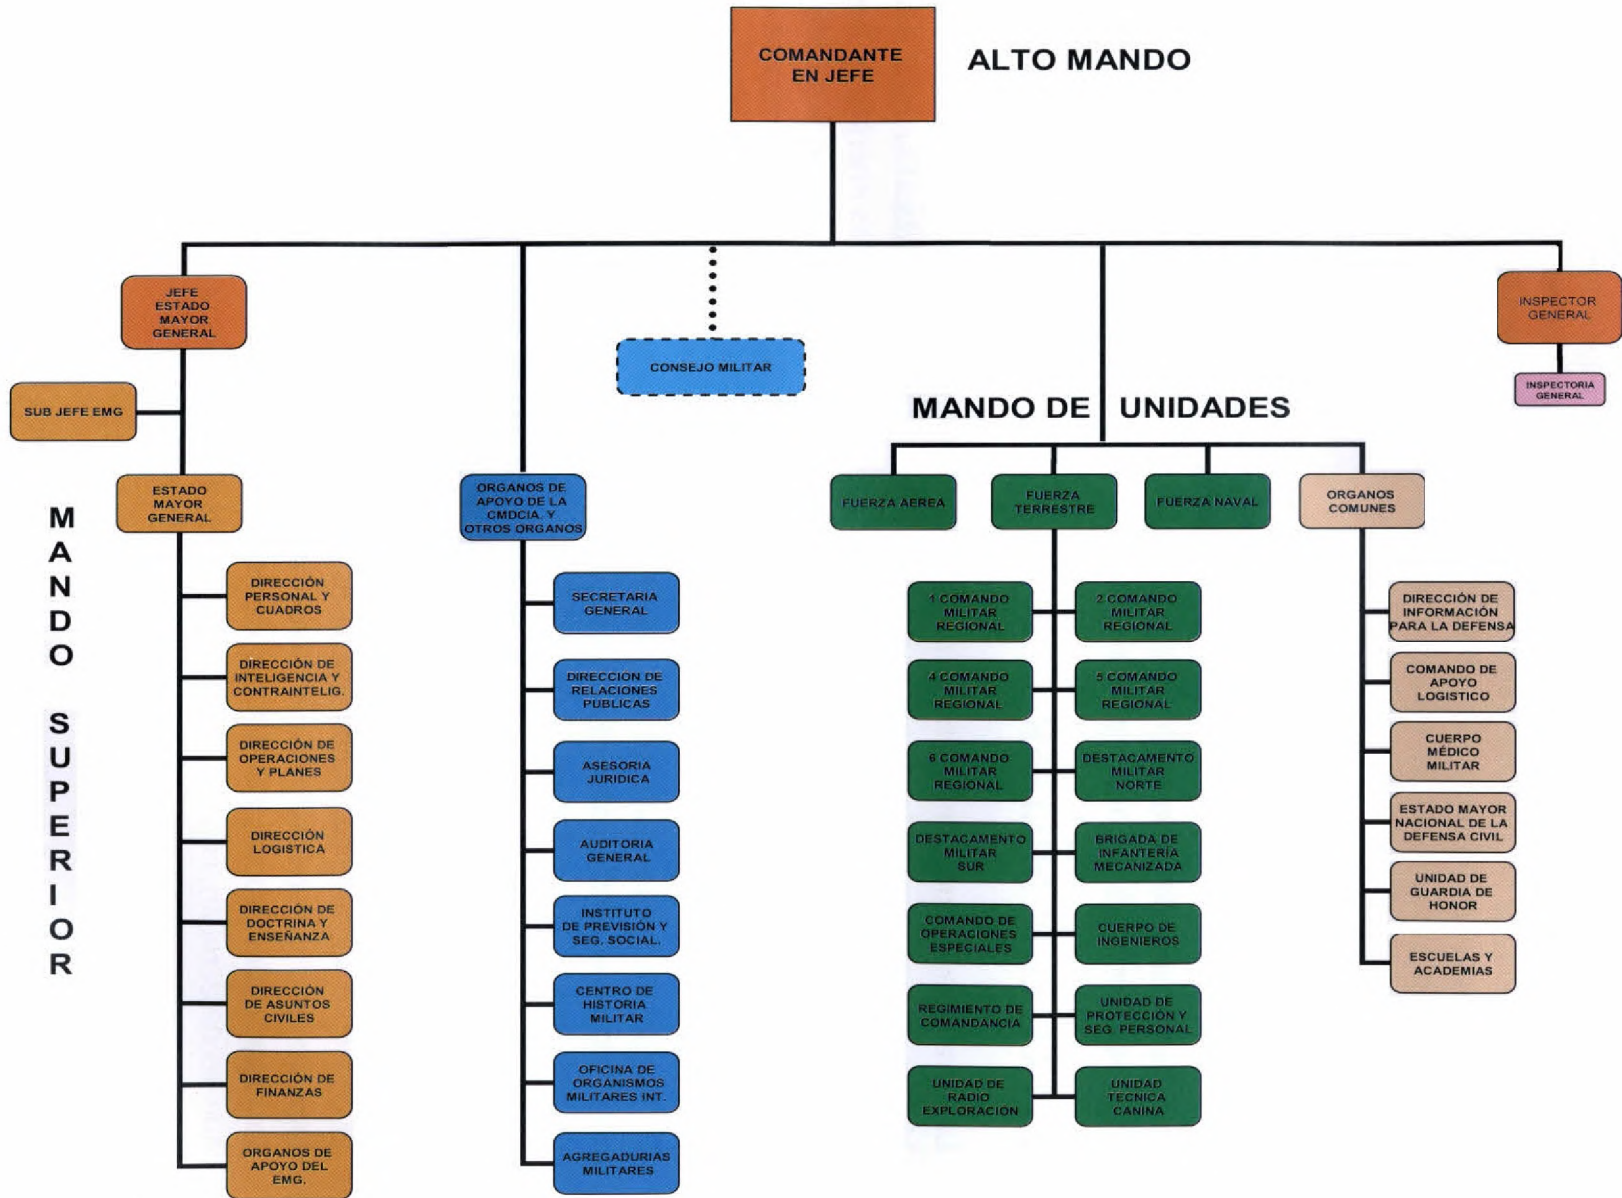 COMANDANTE
EN JEFE
ALTO MANDO
JEFE
ESTADO
MAYOR
GENERAL
INSPECTOR
GENERAL
CONSEJO MILITAR
INSPECTORIA
GENERAL
SUB JEFE EMG
MANDO DE UNIDADES
MANDO SUPERIOR
ESTADO
MAYOR
GENERAL
ORGANOS DE
APOYO DE LA
CMDCIA. Y
OTROS ORGANOS
FUERZA AEREA
FUERZA
TERRESTRE
FUERZA NAVAL
ORGANOS
COMUNES
DIRECCIÓN
PERSONAL Y
CUADROS
DIRECCIÓN DE
INTELIGENCIA Y
CONTRAINTELIG.
DIRECCIÓN DE
OPERACIONES
Y PLANES
DIRECCIÓN
LOGISTICA
DIRECCIÓN DE
DOCTRINA Y
ENSEÑANZA
DIRECCIÓN
DE ASUNTOS
CIVILES
DIRECCIÓN DE
FINANZAS
ORGANOS DE
APOYO DEL
EMG.
SECRETARIA
GENERAL
DIRECCIÓN DE
RELACIONES
PÚBLICAS
ASESORIA
JURIDICA
AUDITORIA
GENERAL
INSTITUTO
DE PREVISIÓN Y
SEG. SOCIAL.
CENTRO DE
HISTORIA
MILITAR
OFICINA DE
ORGANISMOS
MILITARES INT.
AGREGADURIAS
MILITARES
1 COMANDO
MILITAR
REGIONAL
2 COMANDO
MILITAR
REGIONAL
4 COMANDO
MILITAR
REGIONAL
5 COMANDO
MILITAR
REGIONAL
6 COMANDO
MILITAR
REGIONAL
DESTACAMENTO
MILITAR
NORTE
DESTACAMENTO
MILITAR
SUR
BRIGADA DE
INFANTERÍA
MECANIZADA
COMANDO DE
OPERACIONES
ESPECIALES
CUERPO DE
INGENIEROS
REGIMIENTO DE
COMANDANCIA
UNIDAD DE
PROTECCIÓN Y
SEG. PERSONAL
UNIDAD DE
RADIO
EXPLORACIÓN
UNIDAD
TECNICA
CANINA
DIRECCIÓN DE
INFORMACIÓN
PARA LA DEFENSA
COMANDO DE
APOYO
LOGISTICO
CUERPO
MÉDICO
MILITAR
ESTADO MAYOR
NACIONAL DE LA
DEFENSA CIVIL
UNIDAD DE
GUARDIA DE
HONOR
ESCUELAS Y
ACADEMIAS